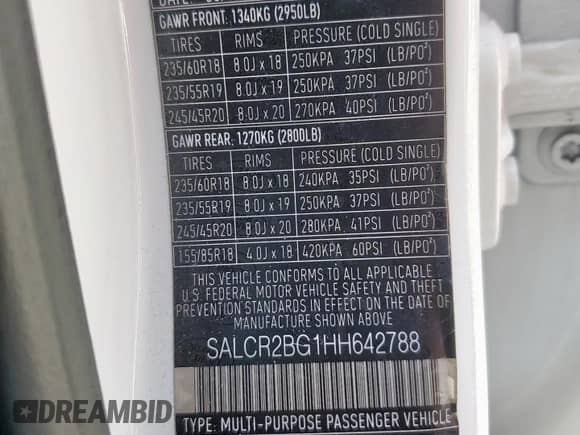 GAWR FRONT: 1340KG (2950LB)
TIRES RIMS PRESSURE (COLD SINGLE)
235/60R18 8.0J x 18 250KPA 37PSI (LB/PO²)
235/55R19 8.0J x 19 250KPA 37PSI (LB/PO²)
245/45R20 8.0J x 20 270KPA 40PSI (LB/PO²)
GAWR REAR: 1270KG (2800LB)
TIRES RIMS PRESSURE (COLD SINGLE)
235/60R18 8.0J x 18 240KPA 35PSI (LB/PO²)
235/55R19 8.0J x 19 250KPA 37PSI (LB/PO²)
245/45R20 8.0J x 20 280KPA 41PSI (LB/PO²)
155/85R18 4.0J x 18 420KPA 60PSI (LB/PO²)
THIS VEHICLE CONFORMS TO ALL APPLICABLE
U.S. FEDERAL MOTOR VEHICLE SAFETY AND THEFT
PREVENTION STANDARDS IN EFFECT ON THE DATE OF
MANUFACTURE SHOWN ABOVE
SALCR2BG1HH642788
TYPE: MULTI-PURPOSE PASSENGER VEHICLE
DREAMBID